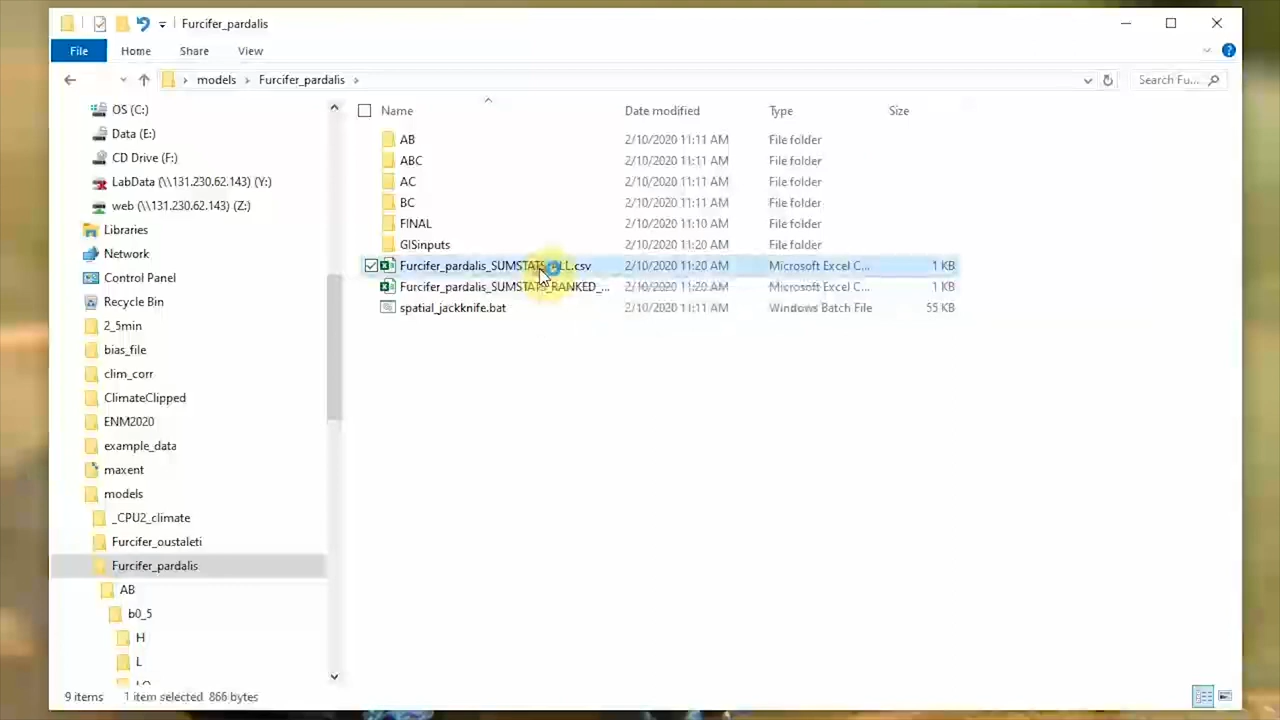 Furcifer_pardalis
File Home Share View
models Furcifer_pardalis Search Fu...
Name Date modified Type Size
OS (C:)
Data (E:)
CD Drive (F:)
LabData (\\131.230.62.143) (Y:)
web (\\131.230.62.143) (Z:)
Libraries
Network
Control Panel
Recycle Bin
2_5min
bias_file
clim_corr
ClimateClipped
ENM2020
example_data
maxent
models
_CPU2_climate
Furcifer_oustaleti
Furcifer_pardalis
AB
b0_5
H
L
AB 2/10/2020 11:11 AM File folder
ABC 2/10/2020 11:11 AM File folder
AC 2/10/2020 11:11 AM File folder
BC 2/10/2020 11:11 AM File folder
FINAL 2/10/2020 11:10 AM File folder
GISinputs 2/10/2020 11:20 AM File folder
Furcifer_pardalis_SUMSTATS_ALL.csv 2/10/2020 11:20 AM Microsoft Excel C... 1 KB
Furcifer_pardalis_SUMSTATS_RANKED_... 2/10/2020 11:20 AM Microsoft Excel C... 1 KB
spatial_jackknife.bat 2/10/2020 11:11 AM Windows Batch File 55 KB
9 items 1 item selected 866 bytes